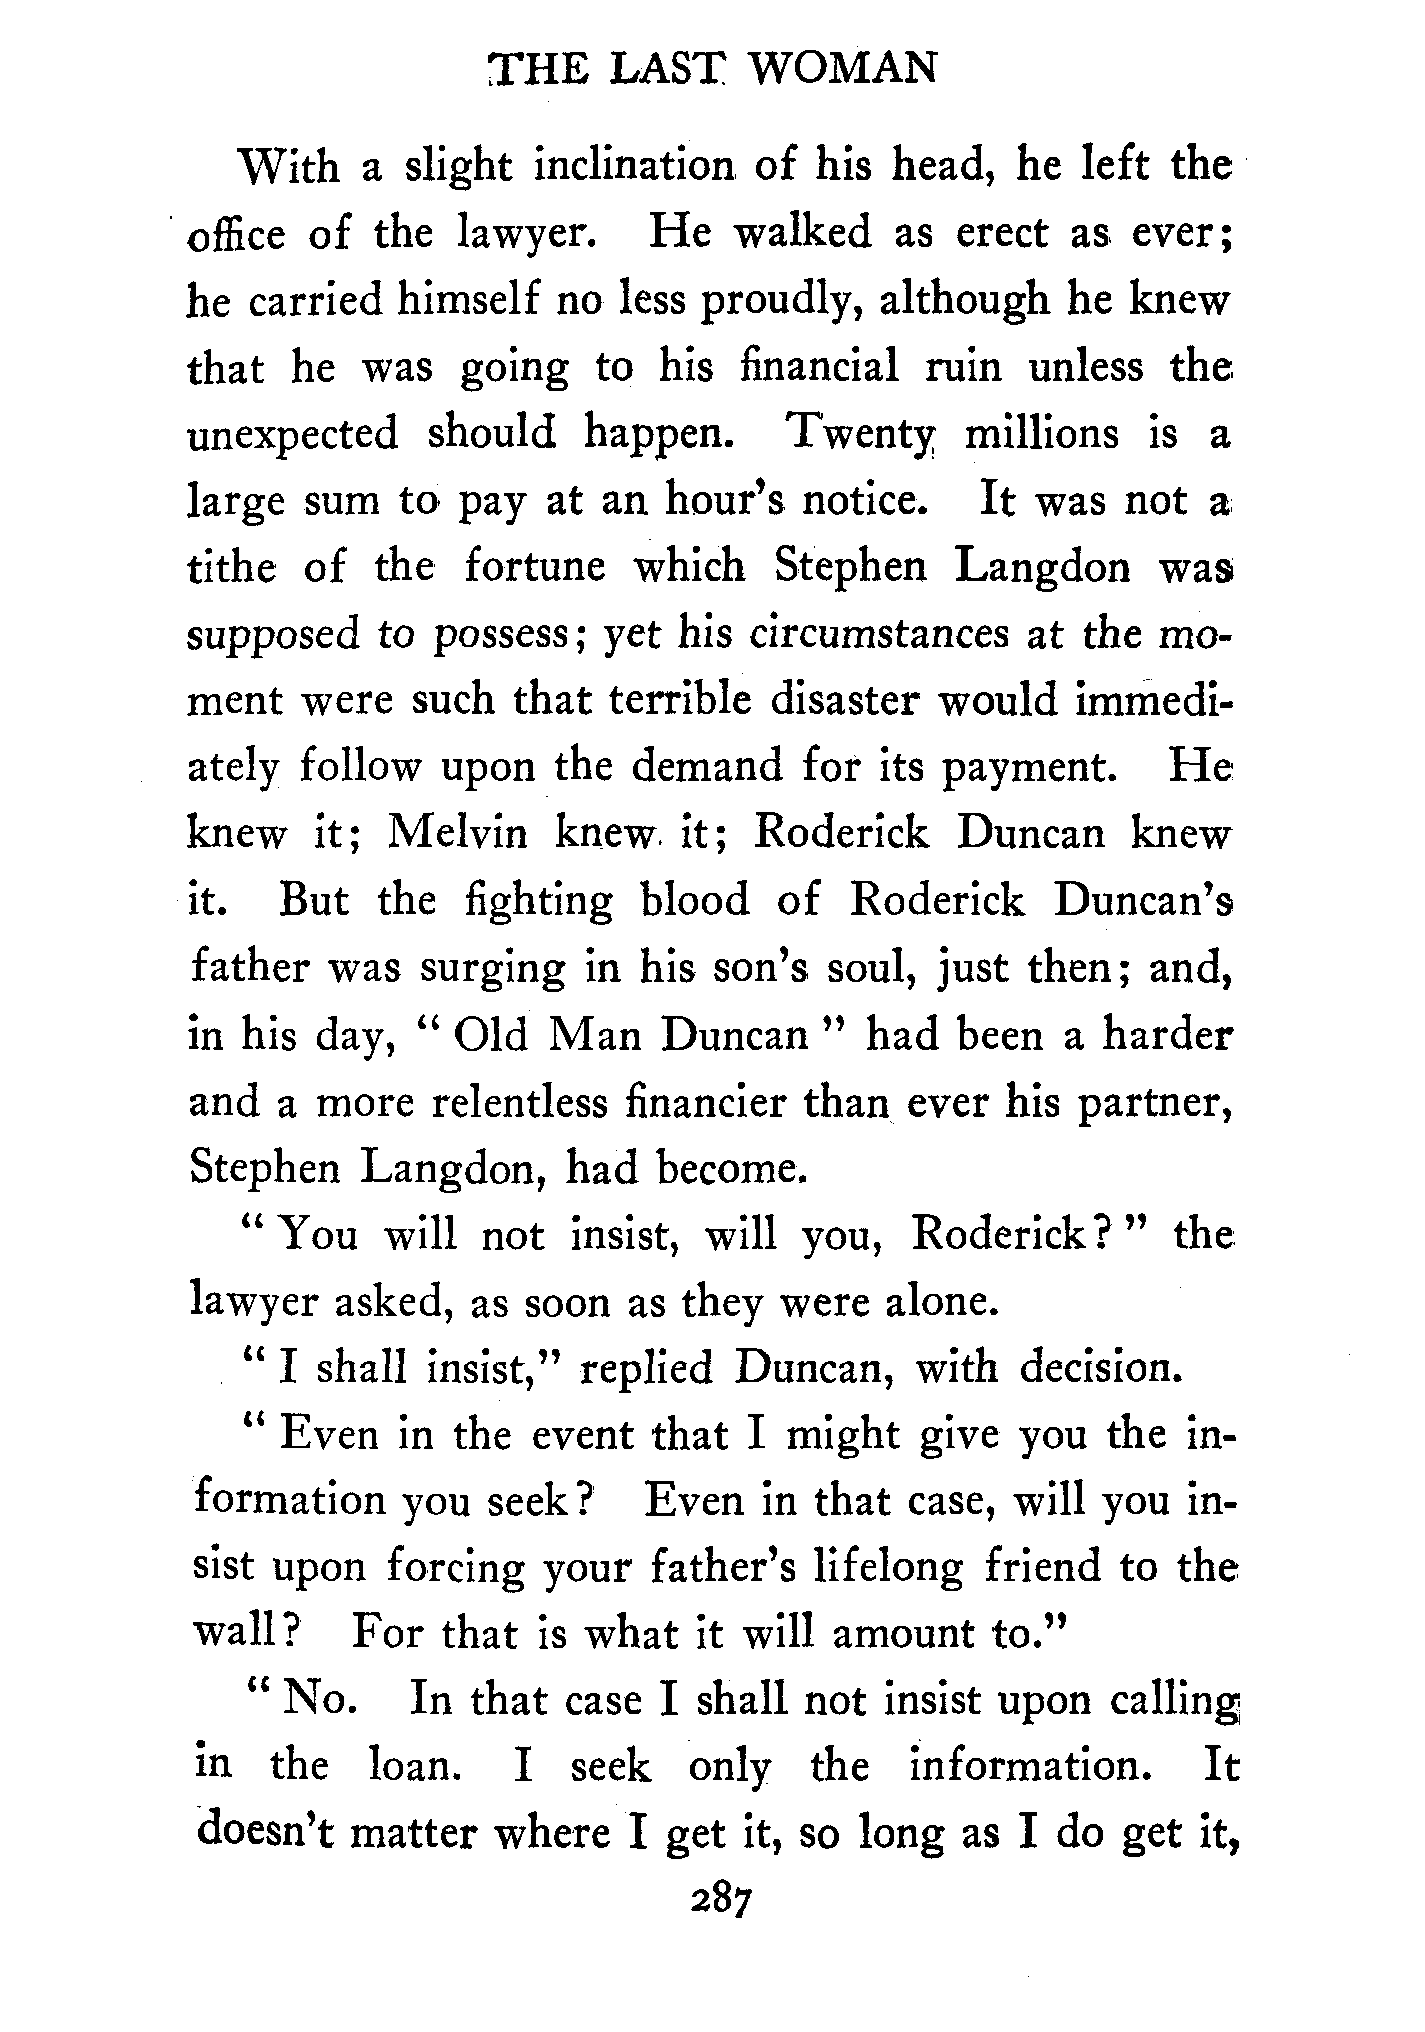 THE LAST WOMAN
With a slight inclination of his head, he left the
office of the lawyer. He walked as erect as ever;
he carried himself no less proudly, although he knew
that he was going to his financial ruin unless the
unexpected should happen. Twenty millions is a
large sum to pay at an hour's notice. It was not a
tithe of the fortune which Stephen Langdon was
supposed to possess; yet his circumstances at the mo-
ment were such that terrible disaster would immedi-
ately follow upon the demand for its payment. He
knew it; Melvin knew it; Roderick Duncan knew
it. But the fighting blood of Roderick Duncan's
father was surging in his son's soul, just then; and,
in his day, " Old Man Duncan " had been a harder
and a more relentless financier than ever his partner,
Stephen Langdon, had become.
" You will not insist, will you, Roderick? " the
lawyer asked, as soon as they were alone.
" I shall insist," replied Duncan, with decision.
" Even in the event that I might give you the in-
formation you seek? Even in that case, will you in-
sist upon forcing your father's lifelong friend to the
wall? For that is what it will amount to."
" No. In that case I shall not insist upon calling
in the loan. I seek only the information. It
doesn't matter where I get it, so long as I do get it,
287